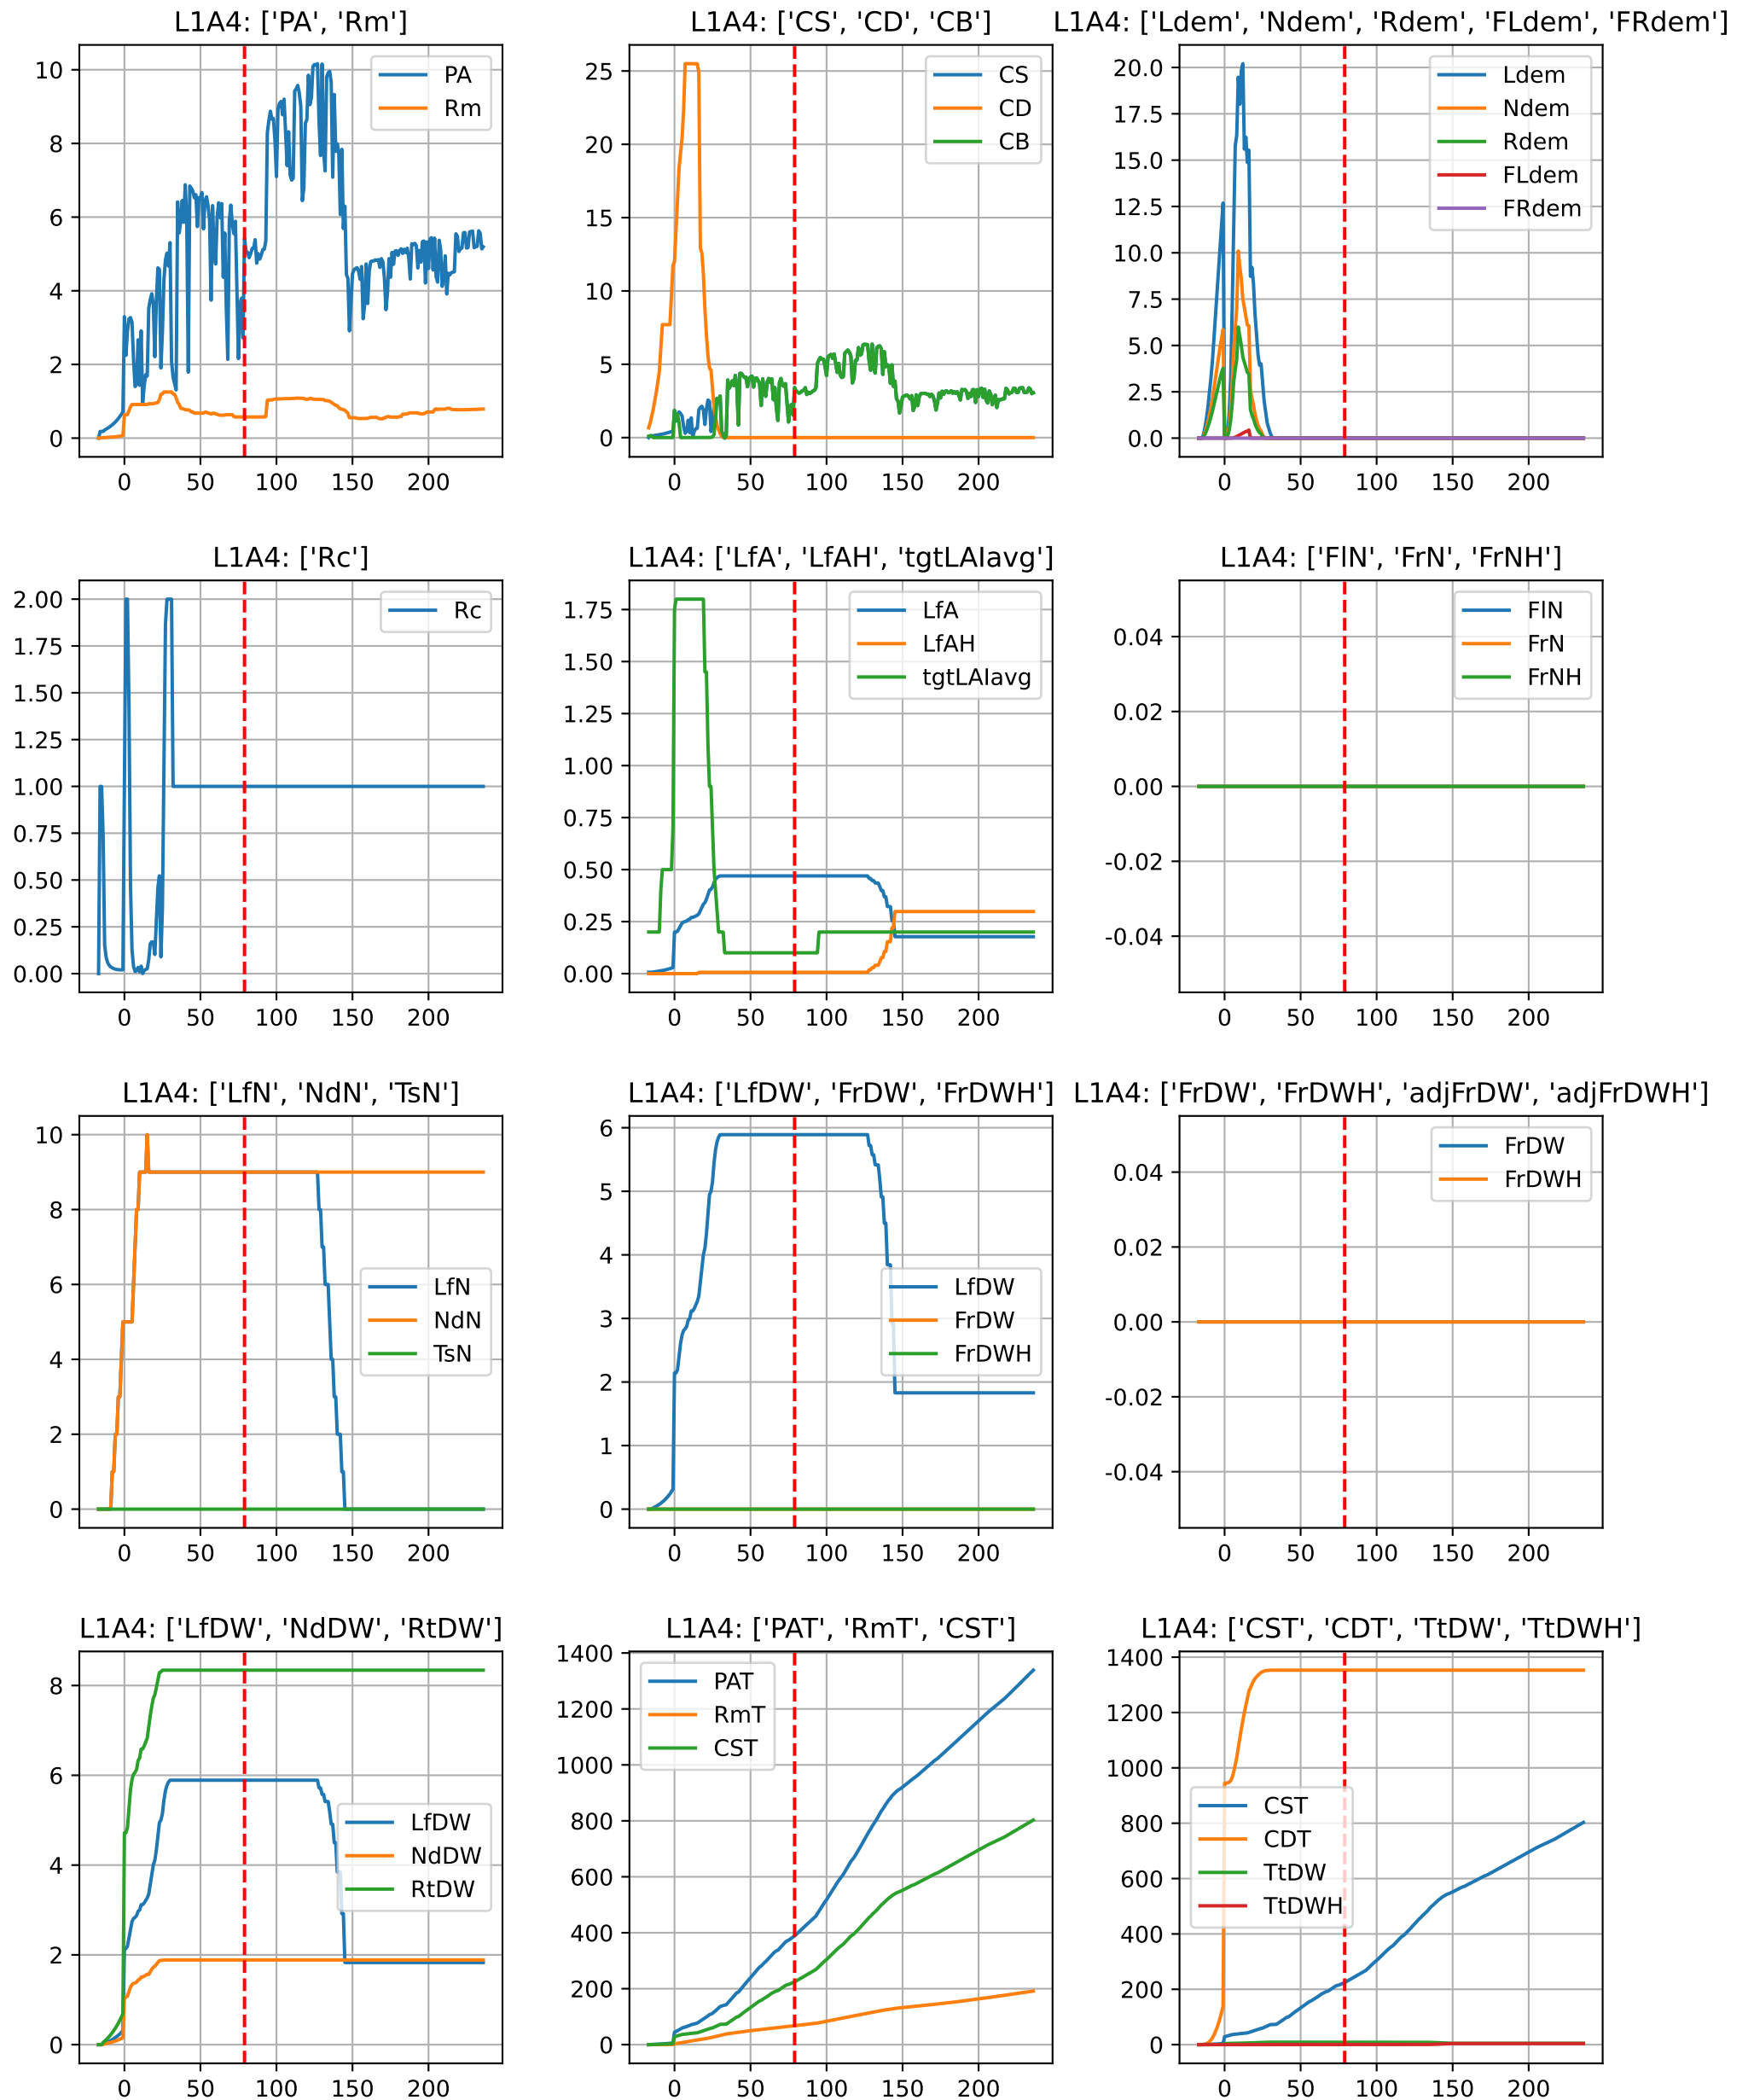 L1A4: ['PA', 'Rm']
10
8
6
4
2
0
0 50 100 150 200
PA
Rm
L1A4: ['CS', 'CD', 'CB']
25
20
15
10
5
0
0 50 100 150 200
CS
CD
CB
L1A4: ['Ldem', 'Ndem', 'Rdem', 'FLdem', 'FRdem']
20.0
17.5
15.0
12.5
10.0
7.5
5.0
2.5
0.0
0 50 100 150 200
Ldem
Ndem
Rdem
FLdem
FRdem
L1A4: ['Rc']
2.00
1.75
1.50
1.25
1.00
0.75
0.50
0.25
0.00
0 50 100 150 200
Rc
L1A4: ['LfA', 'LfAH', 'tgtLAIavg']
1.75
1.50
1.25
1.00
0.75
0.50
0.25
0.00
0 50 100 150 200
LfA
LfAH
tgtLAIavg
L1A4: ['FlN', 'FrN', 'FrNH']
0.04
0.02
0.00
-0.02
-0.04
0 50 100 150 200
FlN
FrN
FrNH
L1A4: ['LfN', 'NdN', 'TsN']
10
8
6
4
2
0
0 50 100 150 200
LfN
NdN
TsN
L1A4: ['LfDW', 'FrDW', 'FrDWH']
6
5
4
3
2
1
0
0 50 100 150 200
LfDW
FrDW
FrDWH
L1A4: ['FrDW', 'FrDWH', 'adjFrDW', 'adjFrDWH']
0.04
0.02
0.00
-0.02
-0.04
0 50 100 150 200
FrDW
FrDWH
L1A4: ['LfDW', 'NdDW', 'RtDW']
8
6
4
2
0
0 50 100 150 200
LfDW
NdDW
RtDW
L1A4: ['PAT', 'RmT', 'CST']
1400
1200
1000
800
600
400
200
0
0 50 100 150 200
PAT
RmT
CST
L1A4: ['CST', 'CDT', 'TtDW', 'TtDWH']
1400
1200
1000
800
600
400
200
0
0 50 100 150 200
CST
CDT
TtDW
TtDWH